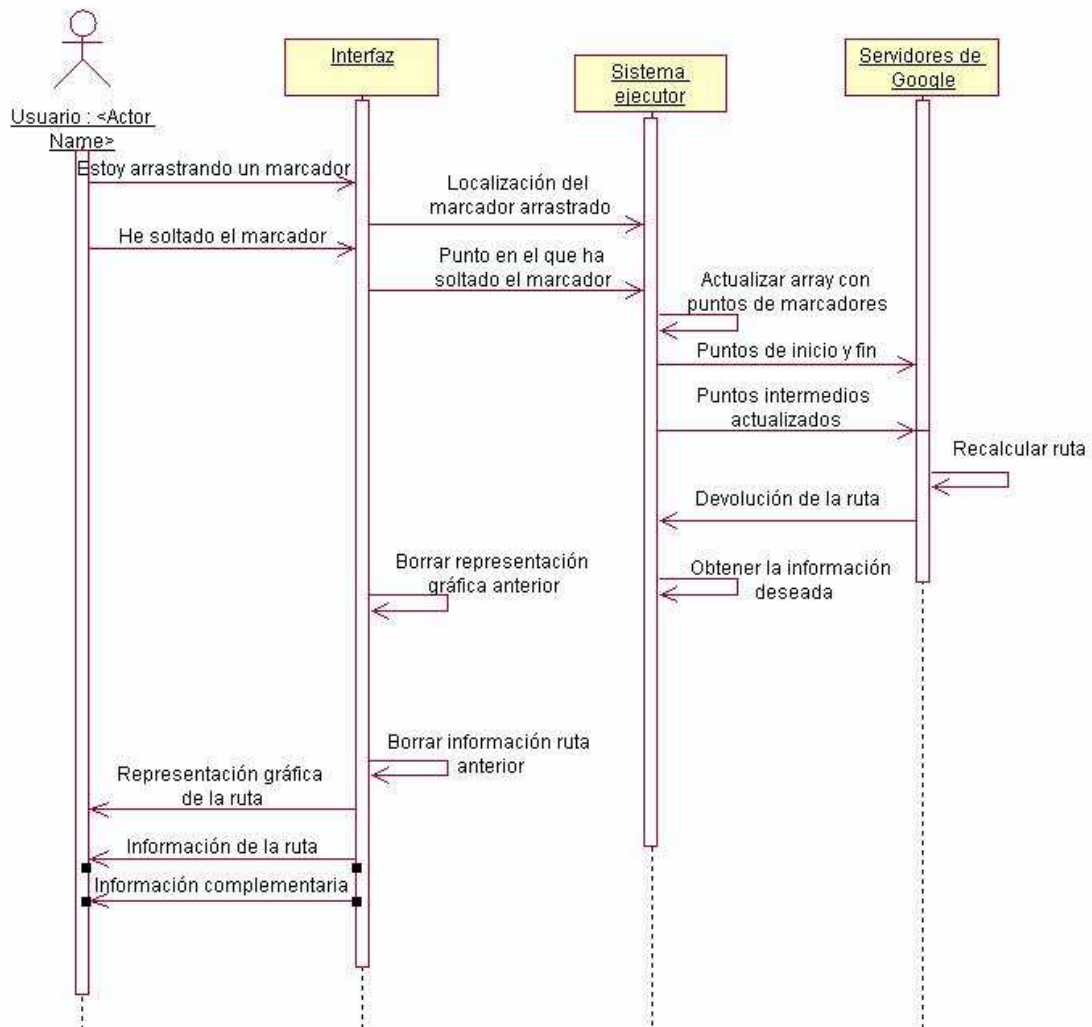 Interfaz
Sistema
ejecutor
Servidores de
Google
Usuario : <Actor
Name>
Estoy arrastrando un marcador
Localización del
marcador arrastrado
He soltado el marcador
Punto en el que ha
soltado el marcador
Actualizar array con
puntos de marcadores
Puntos de inicio y fin
Puntos intermedios
actualizados
Recalcular ruta
Devolución de la ruta
Borrar representación
gráfica anterior
Obtener la información
deseada
Borrar información ruta
anterior
Representación gráfica
de la ruta
Información de la ruta
Información complementaria